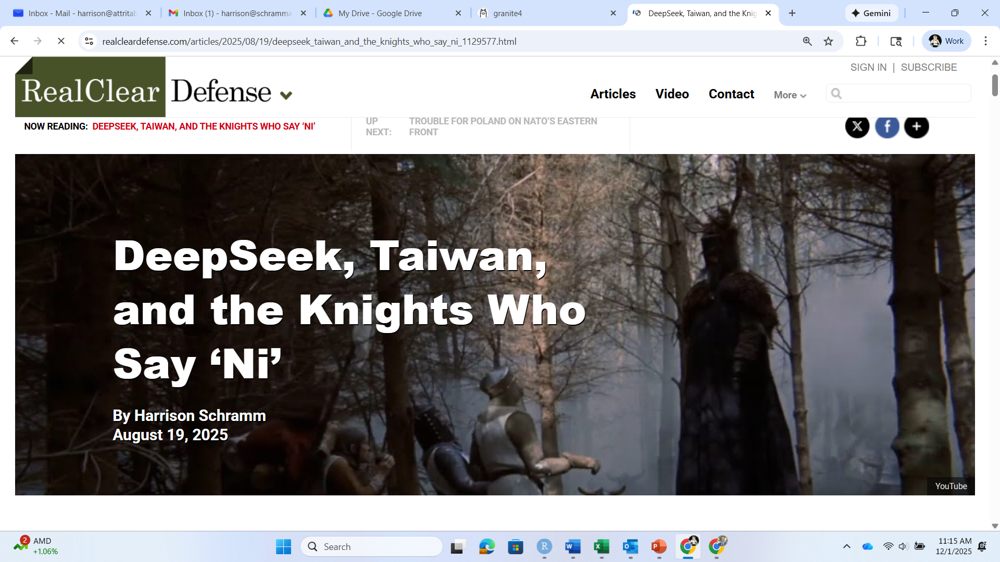 Inbox - Mail - harrison@attritab
Inbox (1) - harrison@schramma
My Drive - Google Drive
granite4
DeepSeek, Taiwan, and the Knig
Gemini
realcleardefense.com/articles/2025/08/19/deepseek_taiwan_and_the_knights_who_say_ni_1129577.html
Work
SIGN IN | SUBSCRIBE
RealClear Defense
Articles
Video
Contact
More
NOW READING: DEEPSEEK, TAIWAN, AND THE KNIGHTS WHO SAY ‘NI’
UP NEXT:
TROUBLE FOR POLAND ON NATO’S EASTERN
FRONT
DeepSeek, Taiwan,
and the Knights Who
Say ‘Ni’
By Harrison Schramm
August 19, 2025
YouTube
2
AMD
+1.06%
Search
11:15 AM
12/1/2025